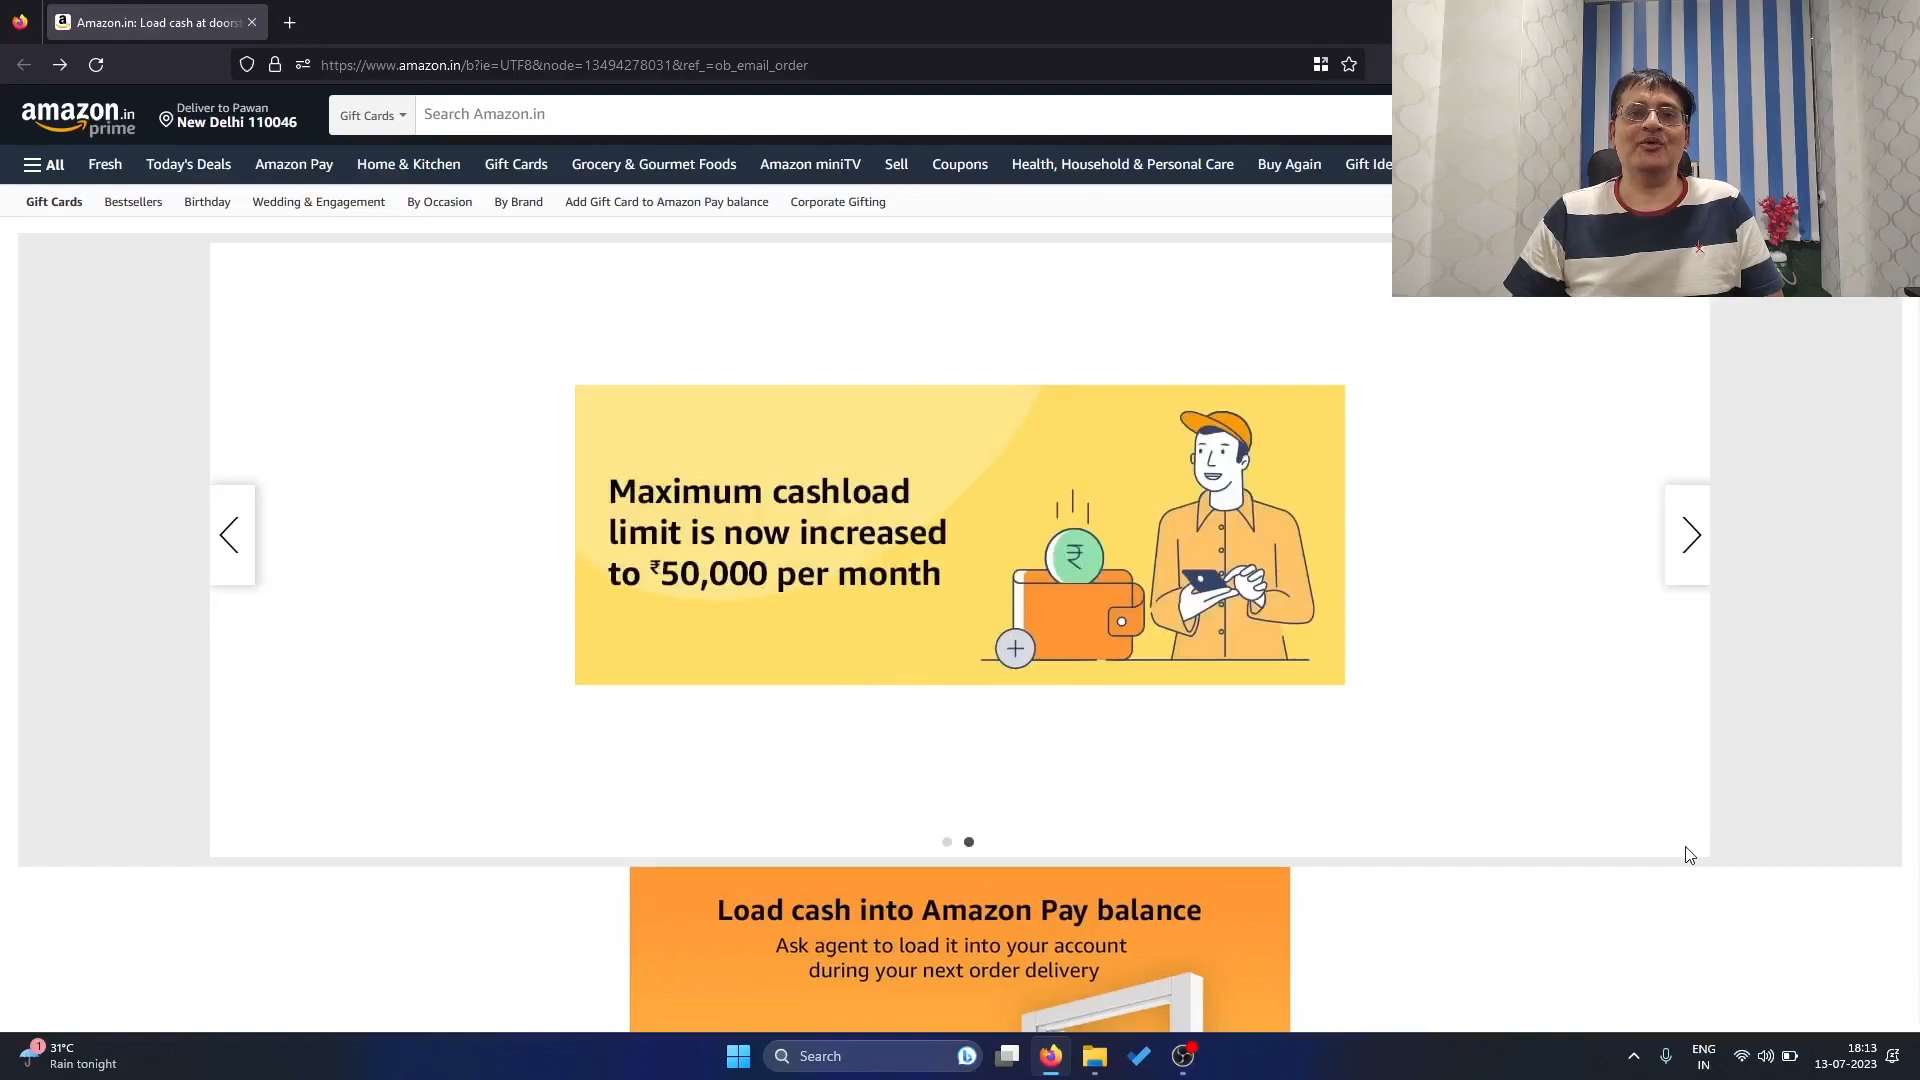 Amazon.in: Load cash at doorst
https://www.amazon.in/b?ie=UTF8&node=13494278031&ref_=ob_email_order
amazon.in
prime
Deliver to Pawan
New Delhi 110046
Gift Cards
Search Amazon.in
All
Fresh
Today's Deals
Amazon Pay
Home & Kitchen
Gift Cards
Grocery & Gourmet Foods
Amazon miniTV
Sell
Coupons
Health, Household & Personal Care
Buy Again
Gift Ide
Gift Cards
Bestsellers
Birthday
Wedding & Engagement
By Occasion
By Brand
Add Gift Card to Amazon Pay balance
Corporate Gifting
Maximum cashload
limit is now increased
to ₹50,000 per month
₹
Load cash into Amazon Pay balance
Ask agent to load it into your account
during your next order delivery
1
31°C
Rain tonight
Search
ENG
IN
18:13
13-07-2023